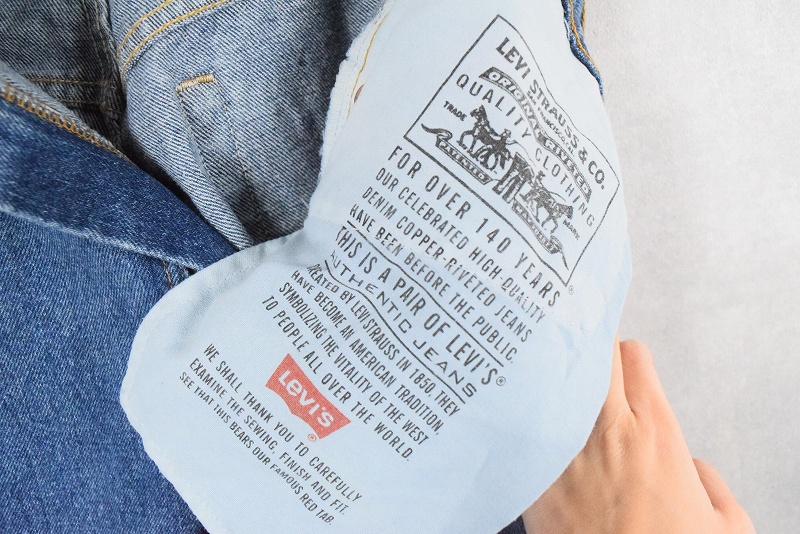 LEVI STRAUSS & CO.
ORIGINAL RIVETED
QUALITY CLOTHING
TRADE
MARK
PATENTED
FOR OVER 140 YEARS
OUR CELEBRATED HIGH QUALITY
DENIM COPPER-RIVETED JEANS
HAVE BEEN BEFORE THE PUBLIC.
THIS IS A PAIR OF LEVI'S®
AUTHENTIC JEANS
CREATED BY LEVI STRAUSS IN 1850 THEY
HAVE BECOME AN AMERICAN TRADITION,
SYMBOLIZING THE VITALITY OF THE WEST
TO PEOPLE ALL OVER THE WORLD.
LEVI'S®
WE SHALL THANK YOU TO CAREFULLY
EXAMINE THE SEWING, FINISH AND FIT.
SEE THAT THIS BEARS OUR FAMOUS RED TAB.